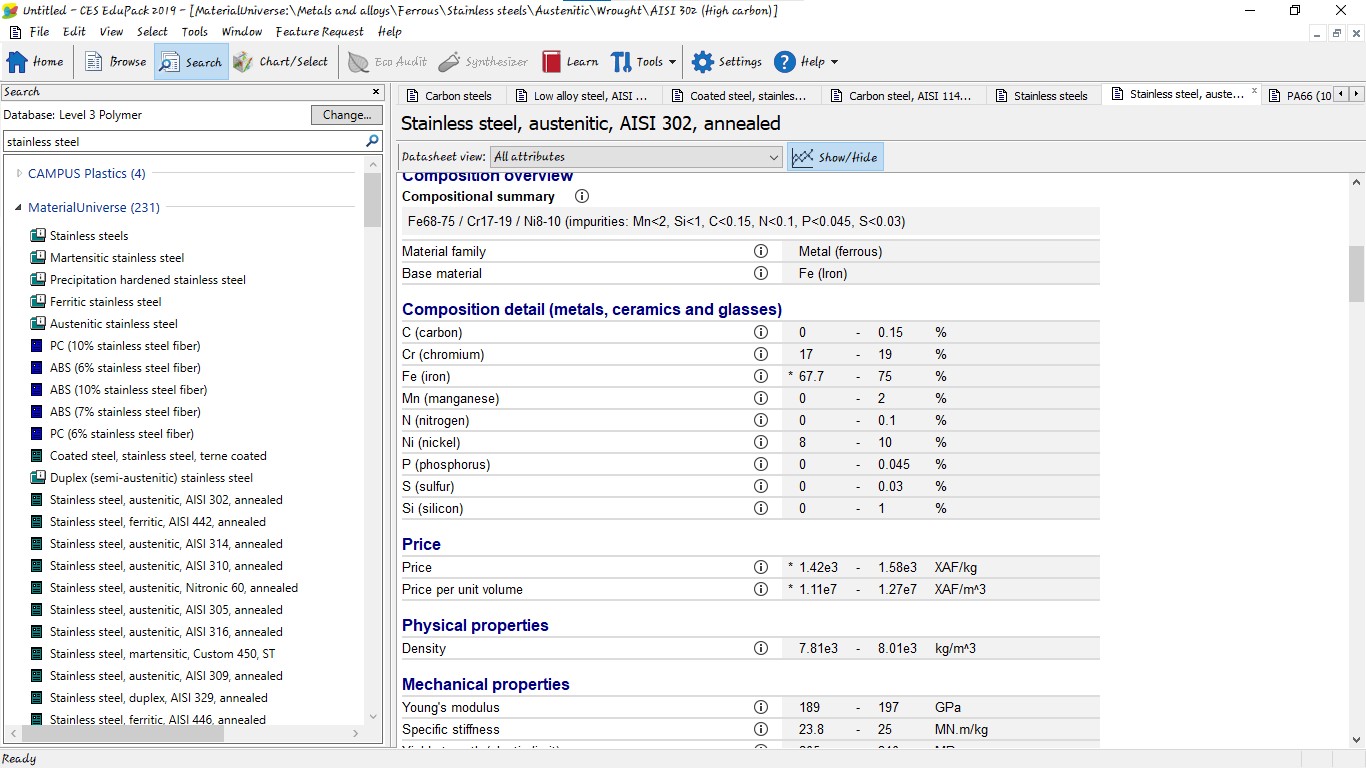 Untitled - CES EduPack 2019 - [MaterialUniverse:\Metals and alloys\Ferrous\Stainless steels\Austenitic\Wrought\AISI 302 (High carbon)]
File Edit View Select Tools Window Feature Request Help
Home Browse Search Chart/Select Eco Audit Synthesizer Learn Tools Settings Help
Search
Database: Level 3 Polymer Change...
stainless steel
CAMPUS Plastics (4)
MaterialUniverse (231)
Stainless steels
Martensitic stainless steel
Precipitation hardened stainless steel
Ferritic stainless steel
Austenitic stainless steel
PC (10% stainless steel fiber)
ABS (6% stainless steel fiber)
ABS (10% stainless steel fiber)
ABS (7% stainless steel fiber)
PC (6% stainless steel fiber)
Coated steel, stainless steel, terne coated
Duplex (semi-austenitic) stainless steel
Stainless steel, austenitic, AISI 302, annealed
Stainless steel, ferritic, AISI 442, annealed
Stainless steel, austenitic, AISI 314, annealed
Stainless steel, austenitic, AISI 310, annealed
Stainless steel, austenitic, Nitronic 60, annealed
Stainless steel, austenitic, AISI 305, annealed
Stainless steel, austenitic, AISI 316, annealed
Stainless steel, martensitic, Custom 450, ST
Stainless steel, austenitic, AISI 309, annealed
Stainless steel, duplex, AISI 329, annealed
Stainless steel, ferritic, AISI 446, annealed
Carbon steels Low alloy steel, AISI ... Coated steel, stainles... Carbon steel, AISI 114... Stainless steels Stainless steel, auste... PA66 (10
Stainless steel, austenitic, AISI 302, annealed
Datasheet view: All attributes Show/Hide
Composition overview
Compositional summary
Fe68-75 / Cr17-19 / Ni8-10 (impurities: Mn<2, Si<1, C<0.15, N<0.1, P<0.045, S<0.03)
Material family Metal (ferrous)
Base material Fe (Iron)
Composition detail (metals, ceramics and glasses)
C (carbon) 0 - 0.15 %
Cr (chromium) 17 - 19 %
Fe (iron) * 67.7 - 75 %
Mn (manganese) 0 - 2 %
N (nitrogen) 0 - 0.1 %
Ni (nickel) 8 - 10 %
P (phosphorus) 0 - 0.045 %
S (sulfur) 0 - 0.03 %
Si (silicon) 0 - 1 %
Price
Price * 1.42e3 - 1.58e3 XAF/kg
Price per unit volume * 1.11e7 - 1.27e7 XAF/m^3
Physical properties
Density 7.81e3 - 8.01e3 kg/m^3
Mechanical properties
Young's modulus 189 - 197 GPa
Specific stiffness 23.8 - 25 MN.m/kg
Ready